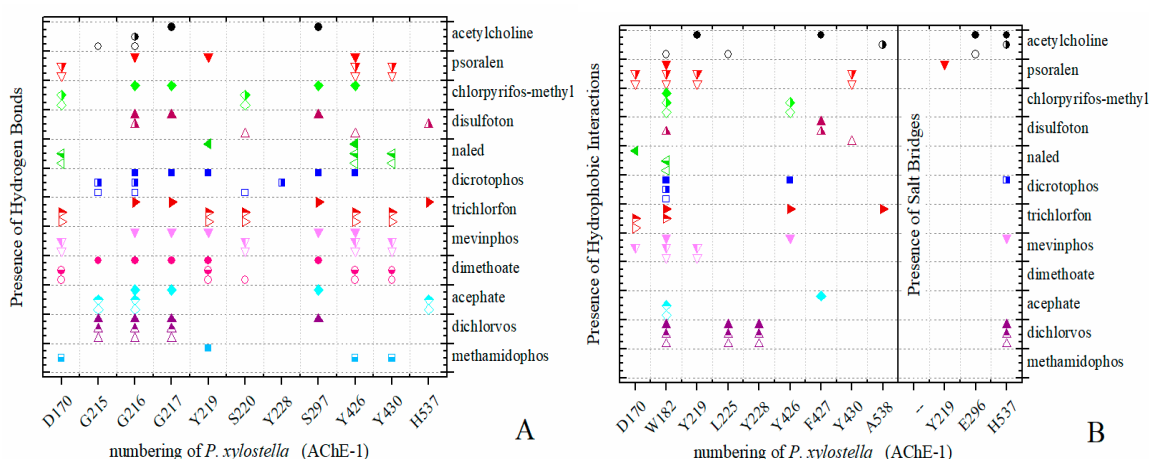 Presence of Hydrogen Bonds
acetylcholine
psoralen
chlorpyrifos-methyl
disulfoton
naled
dicrotophos
trichlorfon
mevinphos
dimethoate
acephate
dichlorvos
methamidophos
D170 G215 G216 G217 Y219 S220 Y228 S297 Y426 Y430 H537
numbering of P. xylostella (AChE-1)
A
Presence of Hydrophobic Interactions
Presence of Salt Bridges
acetylcholine
psoralen
chlorpyrifos-methyl
disulfoton
naled
dicrotophos
trichlorfon
mevinphos
dimethoate
acephate
dichlorvos
methamidophos
D170 W182 Y219 L225 Y228 Y426 F427 Y430 A538 -- Y219 E296 H537
numbering of P. xylostella (AChE-1)
B